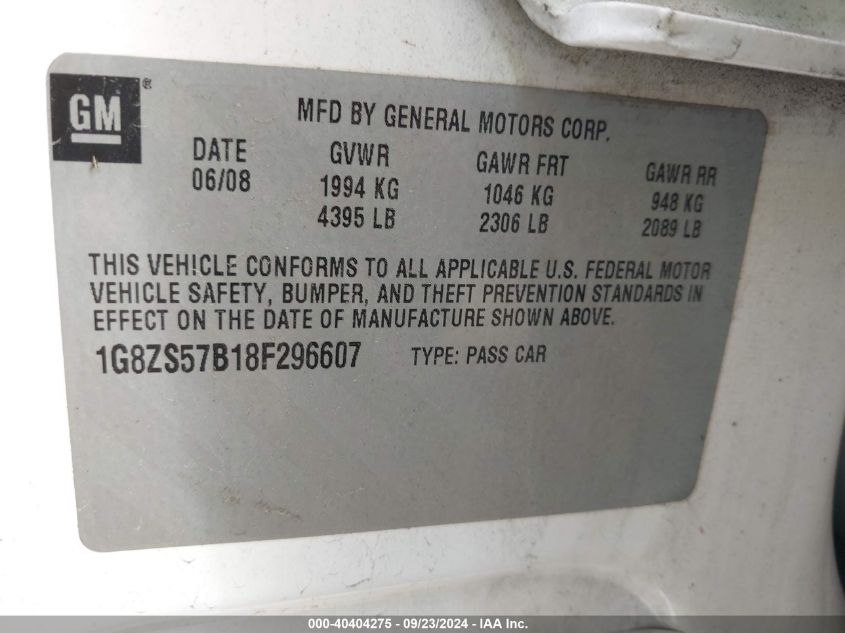 GM®
MFD BY GENERAL MOTORS CORP.
DATE GVWR GAWR FRT GAWR RR
06/08 1994 KG 1046 KG 948 KG
4395 LB 2306 LB 2089 LB
THIS VEHICLE CONFORMS TO ALL APPLICABLE U.S. FEDERAL MOTOR
VEHICLE SAFETY, BUMPER, AND THEFT PREVENTION STANDARDS IN
EFFECT ON THE DATE OF MANUFACTURE SHOWN ABOVE.
1G8ZS57B18F296607 TYPE: PASS CAR
000-40404275 - 09/23/2024 - IAA Inc.